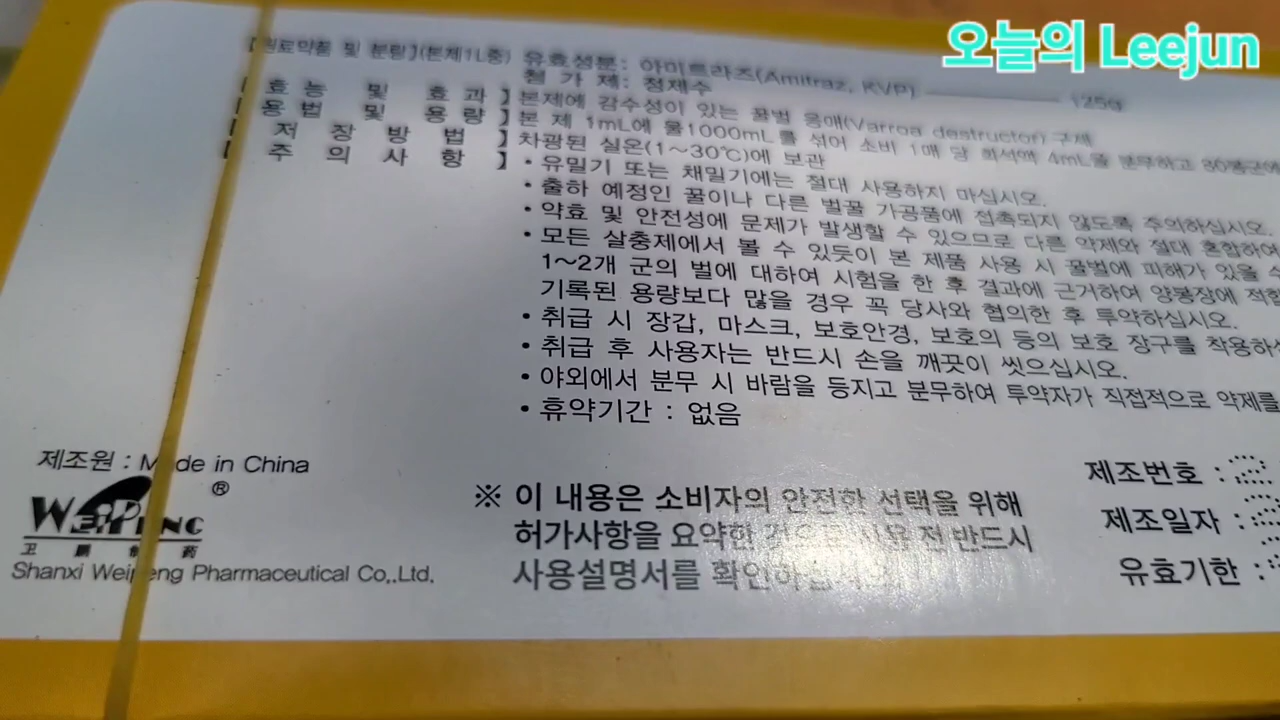 오늘의 Leejun
【원료약품 및 분량】(본제1L중) 유효성분: 아미트라즈(Amitraz, KVP) 125g
첨 가 제: 정제수
【효 능 및 효 과】본제에 감수성이 있는 꿀벌 응애(Varroa destructor) 구제
【용 법 및 용 량】본 제 1mL에 물1000mL를 섞어 소비 1매 당 희석액 4mL를 분무하고
【저 장 방 법】차광된 실온(1~30℃)에 보관
【주 의 사 항】• 유밀기 또는 채밀기에는 절대 사용하지 마십시오.
• 출하 예정인 꿀이나 다른 벌꿀 가공품에 접촉되지 않도록 주의하십시오.
• 약효 및 안전성에 문제가 발생할 수 있으므로 다른 약제와 절대 혼합하여
• 모든 살충제에서 볼 수 있듯이 본 제품 사용 시 꿀벌에 피해가 있을 수
1~2개 군의 벌에 대하여 시험을 한 후 결과에 근거하여 양봉장에 적
기록된 용량보다 많을 경우 꼭 당사와 협의한 후 투약하십시오.
• 취급 시 장갑, 마스크, 보호안경, 보호의 등의 보호 장구를 착용하
• 취급 후 사용자는 반드시 손을 깨끗이 씻으십시오.
• 야외에서 분무 시 바람을 등지고 분무하여 투약자가 직접적으로 약제를
• 휴약기간 : 없음
제조원 : Made in China
WEIPENG ®
卫 鹏 制 药
Shanxi Weipeng Pharmaceutical Co.,Ltd.
※ 이 내용은 소비자의 안전한 선택을 위해
허가사항을 요약한 것으로 사용 전 반드시
사용설명서를 확인하십시오
제조번호 :
제조일자 :
유효기한 :